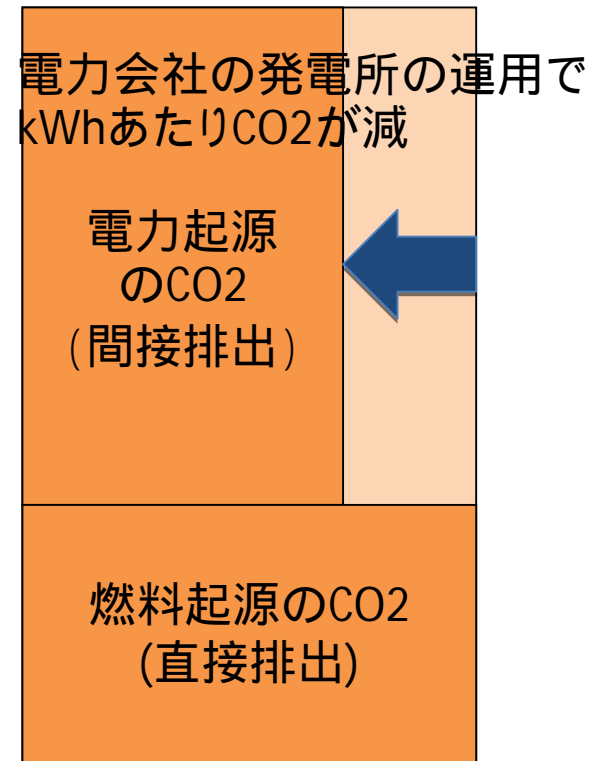 電力会社の発電所の運用で
kWhあたりCO2が減
電力起源
のCO2
(間接排出)
燃料起源のCO2
(直接排出)